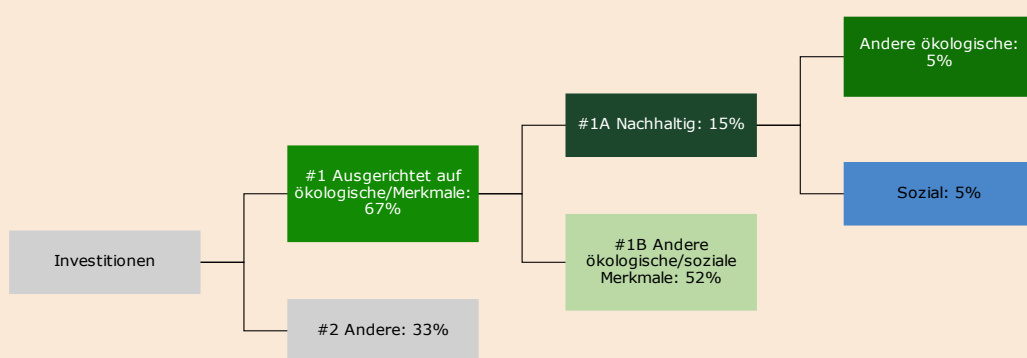 Andere ökologische:
5%
#1A Nachhaltig: 15%
#1 Ausgerichtet auf
ökologische/Merkmale:
67%
Sozial: 5%
#1B Andere
ökologische/soziale
Merkmale: 52%
Investitionen
#2 Andere: 33%